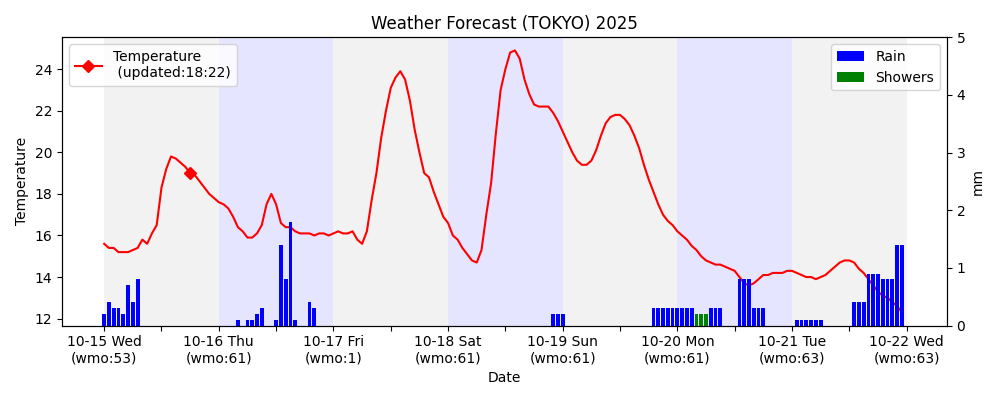 Weather Forecast (TOKYO) 2025
Temperature
(updated:18:22)
Rain
Showers
Temperature
24
22
20
18
16
14
12
5
4
3
2
1
0
mm
10-15 Wed
(wmo:53)
10-16 Thu
(wmo:61)
10-17 Fri
(wmo:1)
10-18 Sat
(wmo:61)
10-19 Sun
(wmo:61)
10-20 Mon
(wmo:61)
10-21 Tue
(wmo:63)
10-22 Wed
(wmo:63)
Date